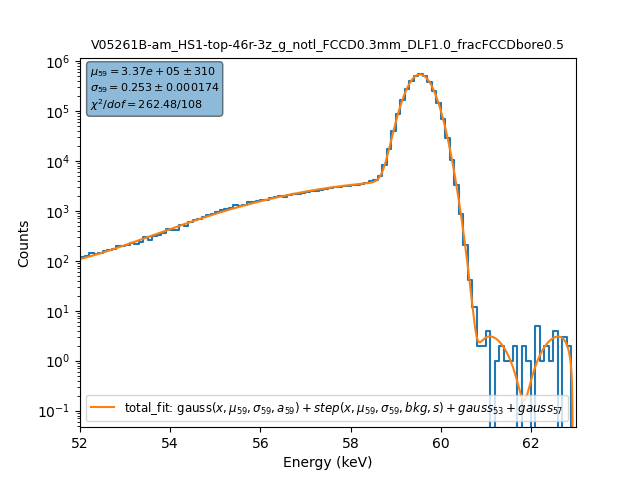 V05261B-am_HS1-top-46r-3z_g_notl_FCCD0.3mm_DLF1.0_fracFCCDbore0.5
μ₅₉ = 3.37e + 05 ± 310
σ₅₉ = 0.253 ± 0.000174
χ²/dof = 262.48/108
10⁶
10⁵
10⁴
10³
10²
10¹
10⁰
10⁻¹
Counts
total_fit: gauss(x, μ₅₉, σ₅₉, a₅₉) + step(x, μ₅₉, σ₅₉, bkg, s) + gauss₅₃ + gauss₅₇
52 54 56 58 60 62
Energy (keV)